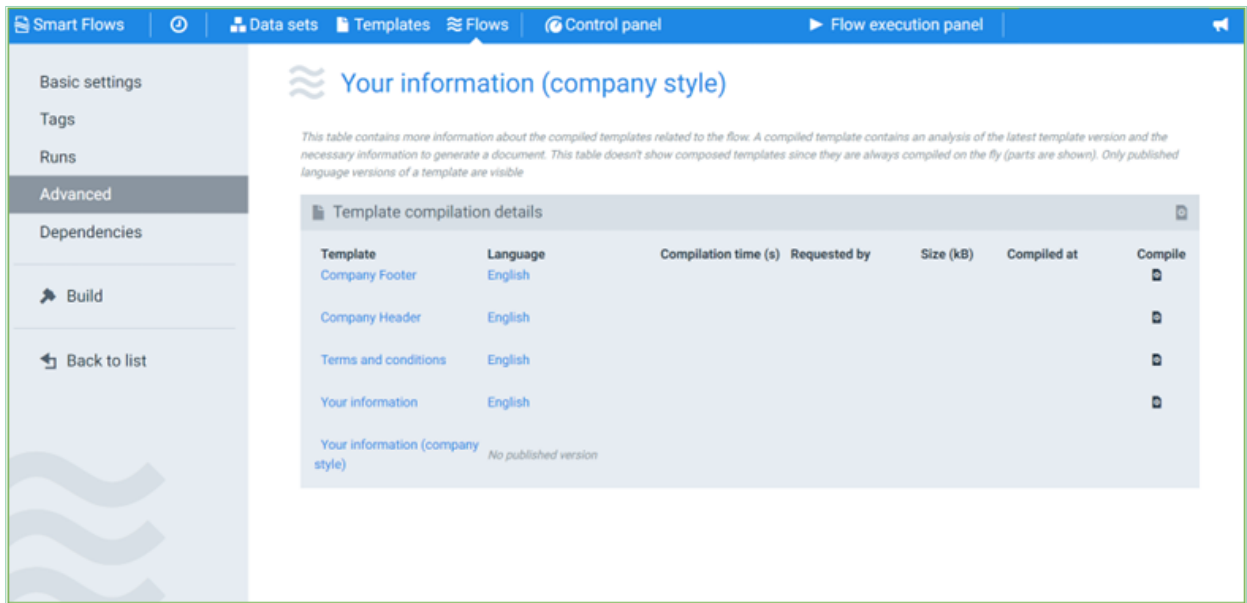 Smart Flows Data sets Templates Flows Control panel Flow execution panel
Basic settings
Tags
Runs
Advanced
Dependencies
Build
Back to list
Your information (company style)
This table contains more information about the compiled templates related to the flow. A compiled template contains an analysis of the latest template version and the
necessary information to generate a document. This table doesn't show composed templates since they are always compiled on the fly (parts are shown). Only published
language versions of a template are visible
Template compilation details
Template Language Compilation time (s) Requested by Size (kB) Compiled at Compile
Company Footer English
Company Header English
Terms and conditions English
Your information English
Your information (company
style) No published version